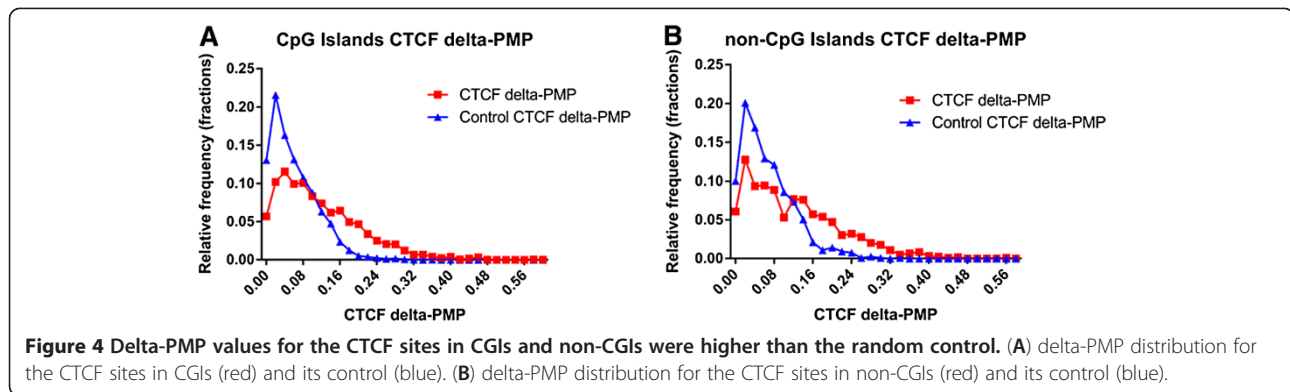 A
CpG Islands CTCF delta-PMP
Relative frequency (fractions)
0.25
0.20
0.15
0.10
0.05
0.00
CTCF delta-PMP
Control CTCF delta-PMP
0.00
0.08
0.16
0.24
0.32
0.40
0.48
0.56
CTCF delta-PMP
B
non-CpG Islands CTCF delta-PMP
Relative frequency (fractions)
0.25
0.20
0.15
0.10
0.05
0.00
CTCF delta-PMP
Control CTCF delta-PMP
0.00
0.08
0.16
0.24
0.32
0.40
0.48
0.56
CTCF delta-PMP
Figure 4 Delta-PMP values for the CTCF sites in CGIs and non-CGIs were higher than the random control. (A) delta-PMP distribution for
the CTCF sites in CGIs (red) and its control (blue). (B) delta-PMP distribution for the CTCF sites in non-CGIs (red) and its control (blue).